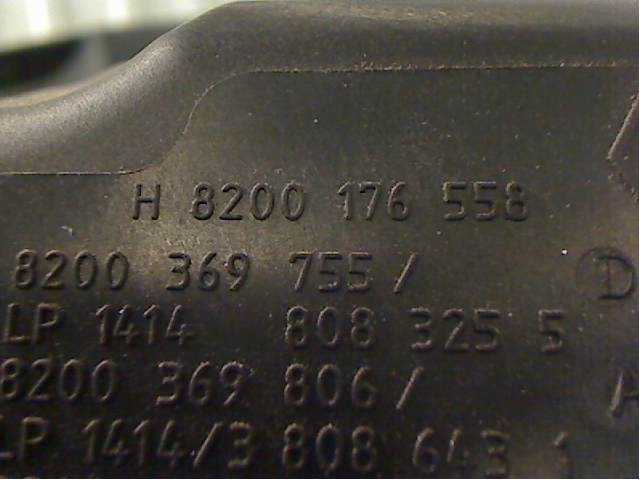 H 8200 176 558
8200 369 755/ D
LP 1414 808 325 5
8200 369 806/ A
LP 1414/3 808 643 1